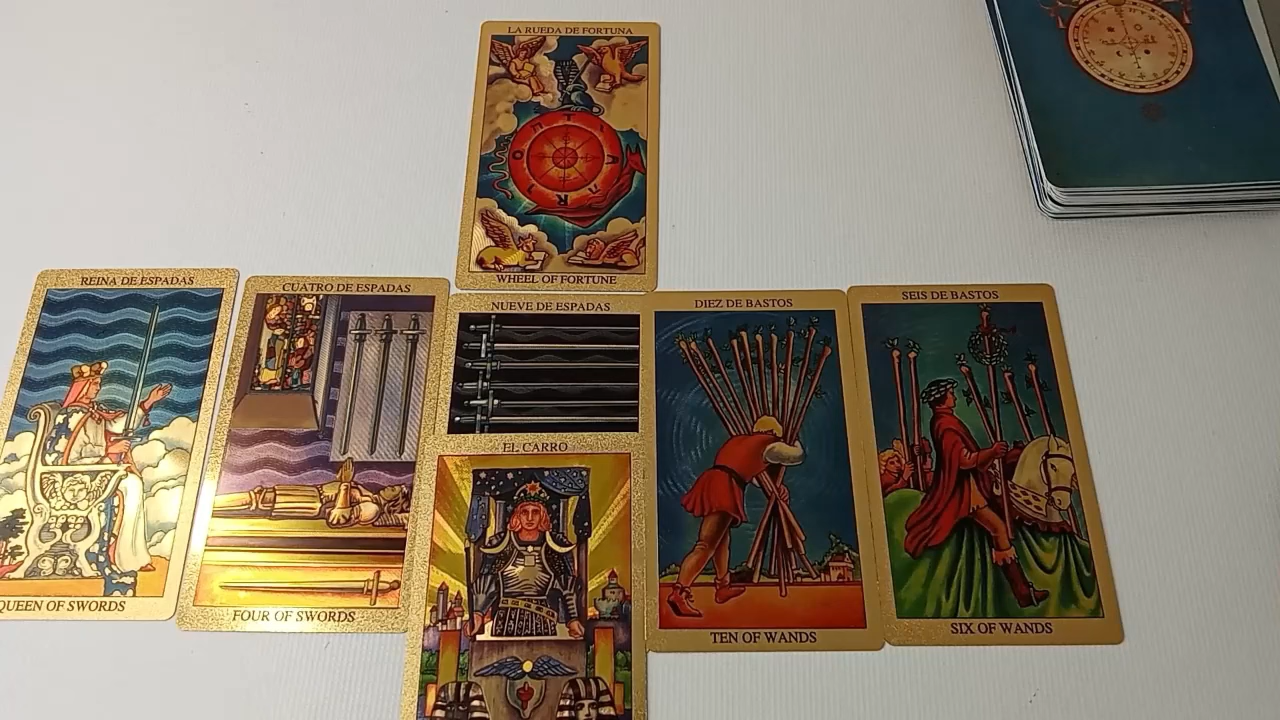 LA RUEDA DE FORTUNA
T A R O
WHEEL OF FORTUNE
REINA DE ESPADAS
QUEEN OF SWORDS
CUATRO DE ESPADAS
FOUR OF SWORDS
NUEVE DE ESPADAS
EL CARRO
DIEZ DE BASTOS
TEN OF WANDS
SEIS DE BASTOS
SIX OF WANDS